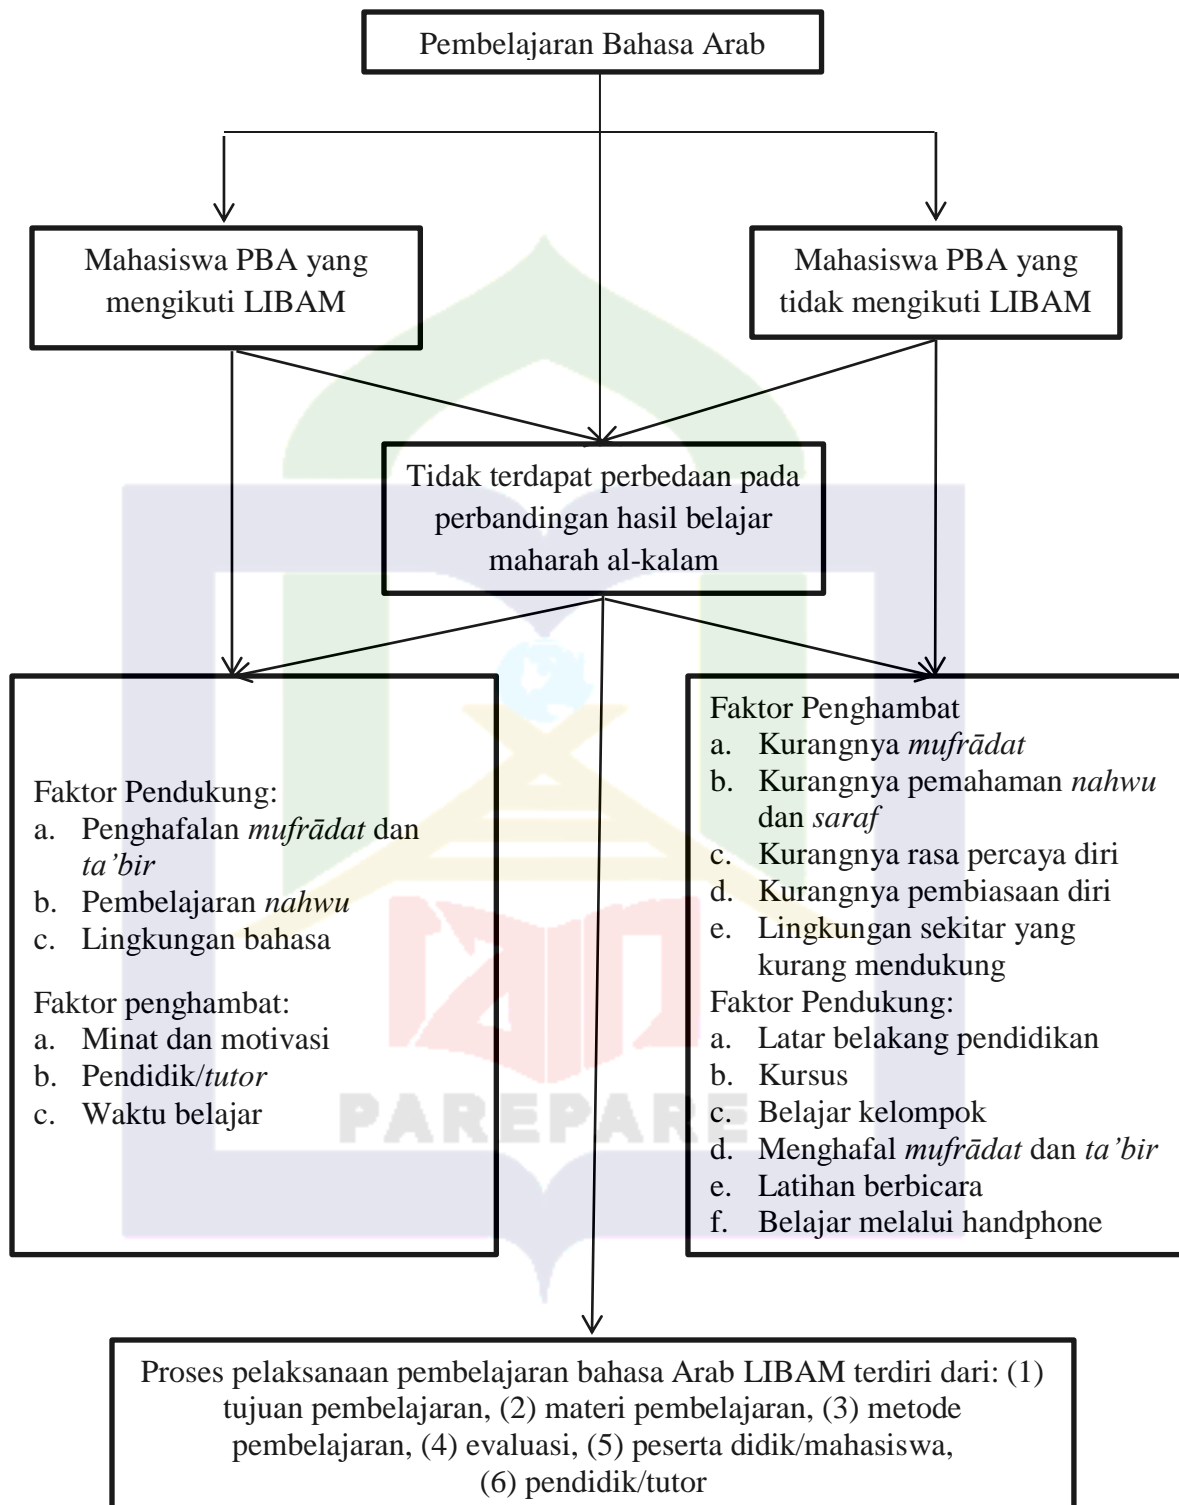 Pembelajaran Bahasa Arab
Mahasiswa PBA yang
mengikuti LIBAM
Mahasiswa PBA yang
tidak mengikuti LIBAM
Tidak terdapat perbedaan pada
perbandingan hasil belajar
maharah al-kalam
Faktor Pendukung:
a. Penghafalan mufrādat dan
ta’bir
b. Pembelajaran nahwu
c. Lingkungan bahasa
Faktor penghambat:
a. Minat dan motivasi
b. Pendidik/tutor
c. Waktu belajar
Faktor Penghambat
a. Kurangnya mufrādat
b. Kurangnya pemahaman nahwu
dan saraf
c. Kurangnya rasa percaya diri
d. Kurangnya pembiasaan diri
e. Lingkungan sekitar yang
kurang mendukung
Faktor Pendukung:
a. Latar belakang pendidikan
b. Kursus
c. Belajar kelompok
d. Menghafal mufrādat dan ta’bir
e. Latihan berbicara
f. Belajar melalui handphone
PAREPARE
Proses pelaksanaan pembelajaran bahasa Arab LIBAM terdiri dari: (1)
tujuan pembelajaran, (2) materi pembelajaran, (3) metode
pembelajaran, (4) evaluasi, (5) peserta didik/mahasiswa,
(6) pendidik/tutor